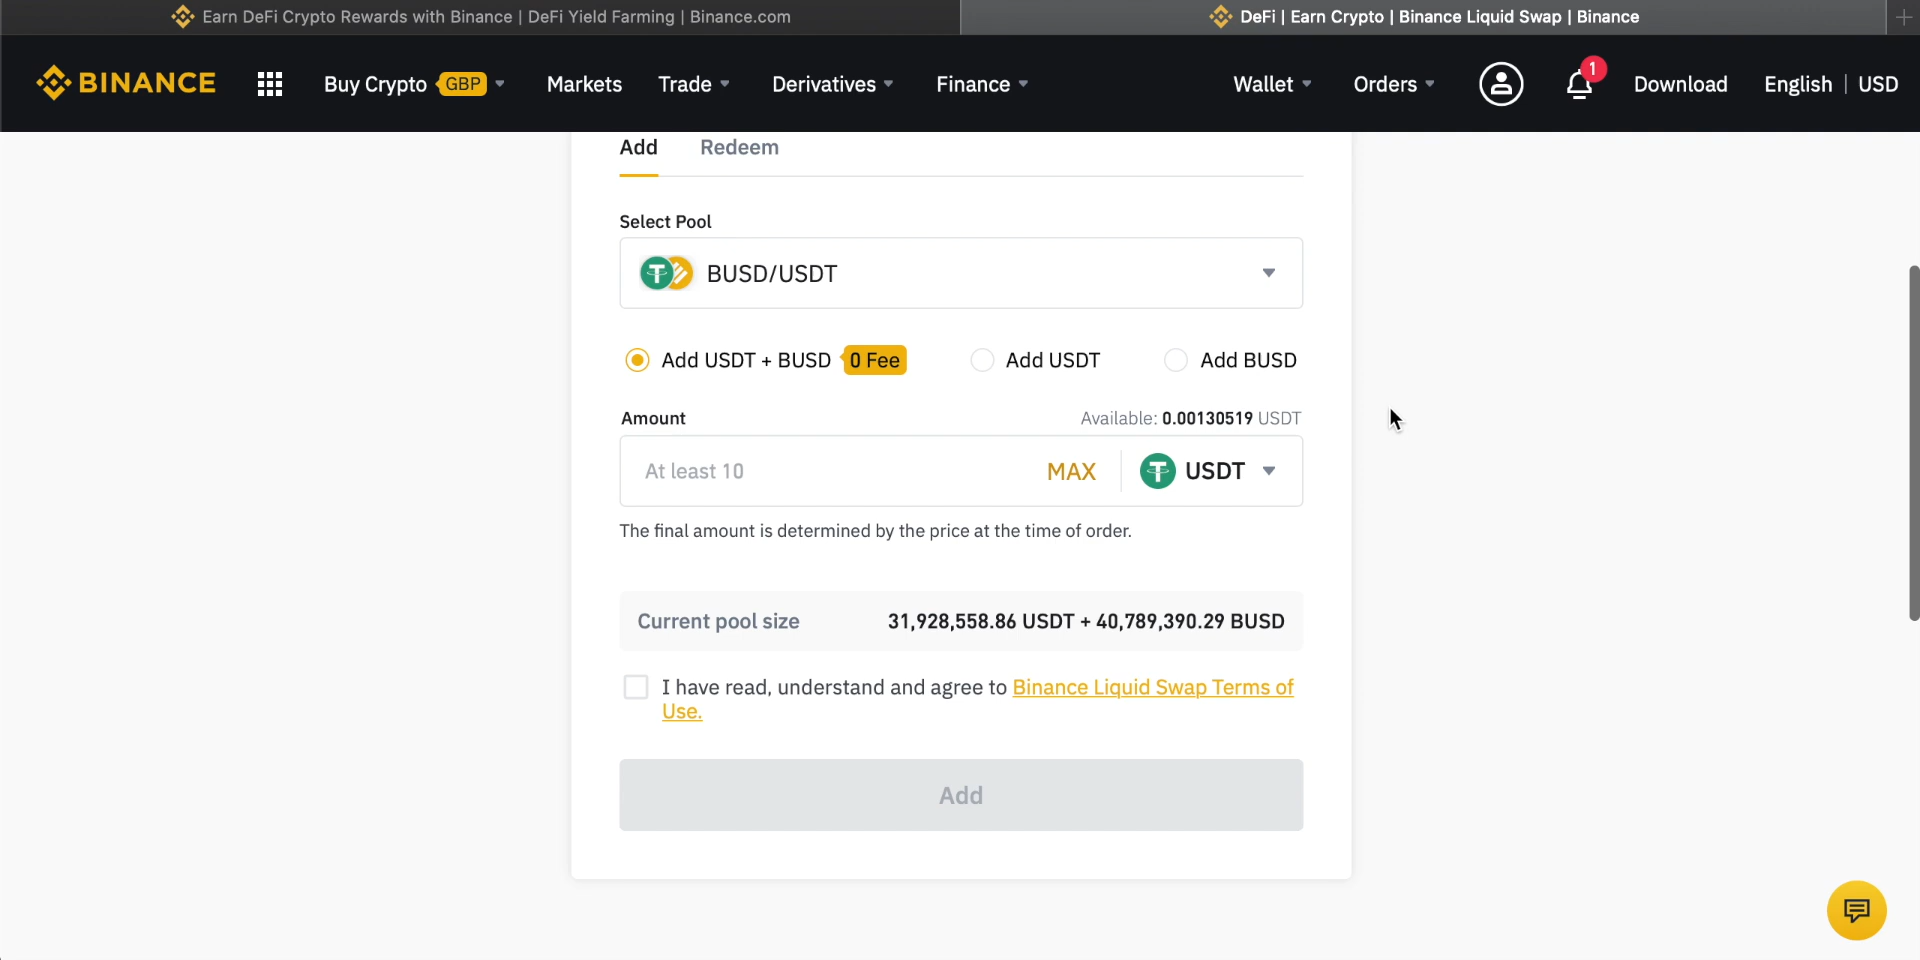 Earn DeFi Crypto Rewards with Binance | DeFi Yield Farming | Binance.com
DeFi | Earn Crypto | Binance Liquid Swap | Binance
BINANCE Buy Crypto GBP Markets Trade Derivatives Finance Wallet Orders 1 Download English | USD
Add Redeem
Select Pool
BUSD/USDT
Add USDT + BUSD 0 Fee Add USDT Add BUSD
Amount Available: 0.00130519 USDT
At least 10 MAX USDT
The final amount is determined by the price at the time of order.
Current pool size 31,928,558.86 USDT + 40,789,390.29 BUSD
I have read, understand and agree to Binance Liquid Swap Terms of
Use.
Add